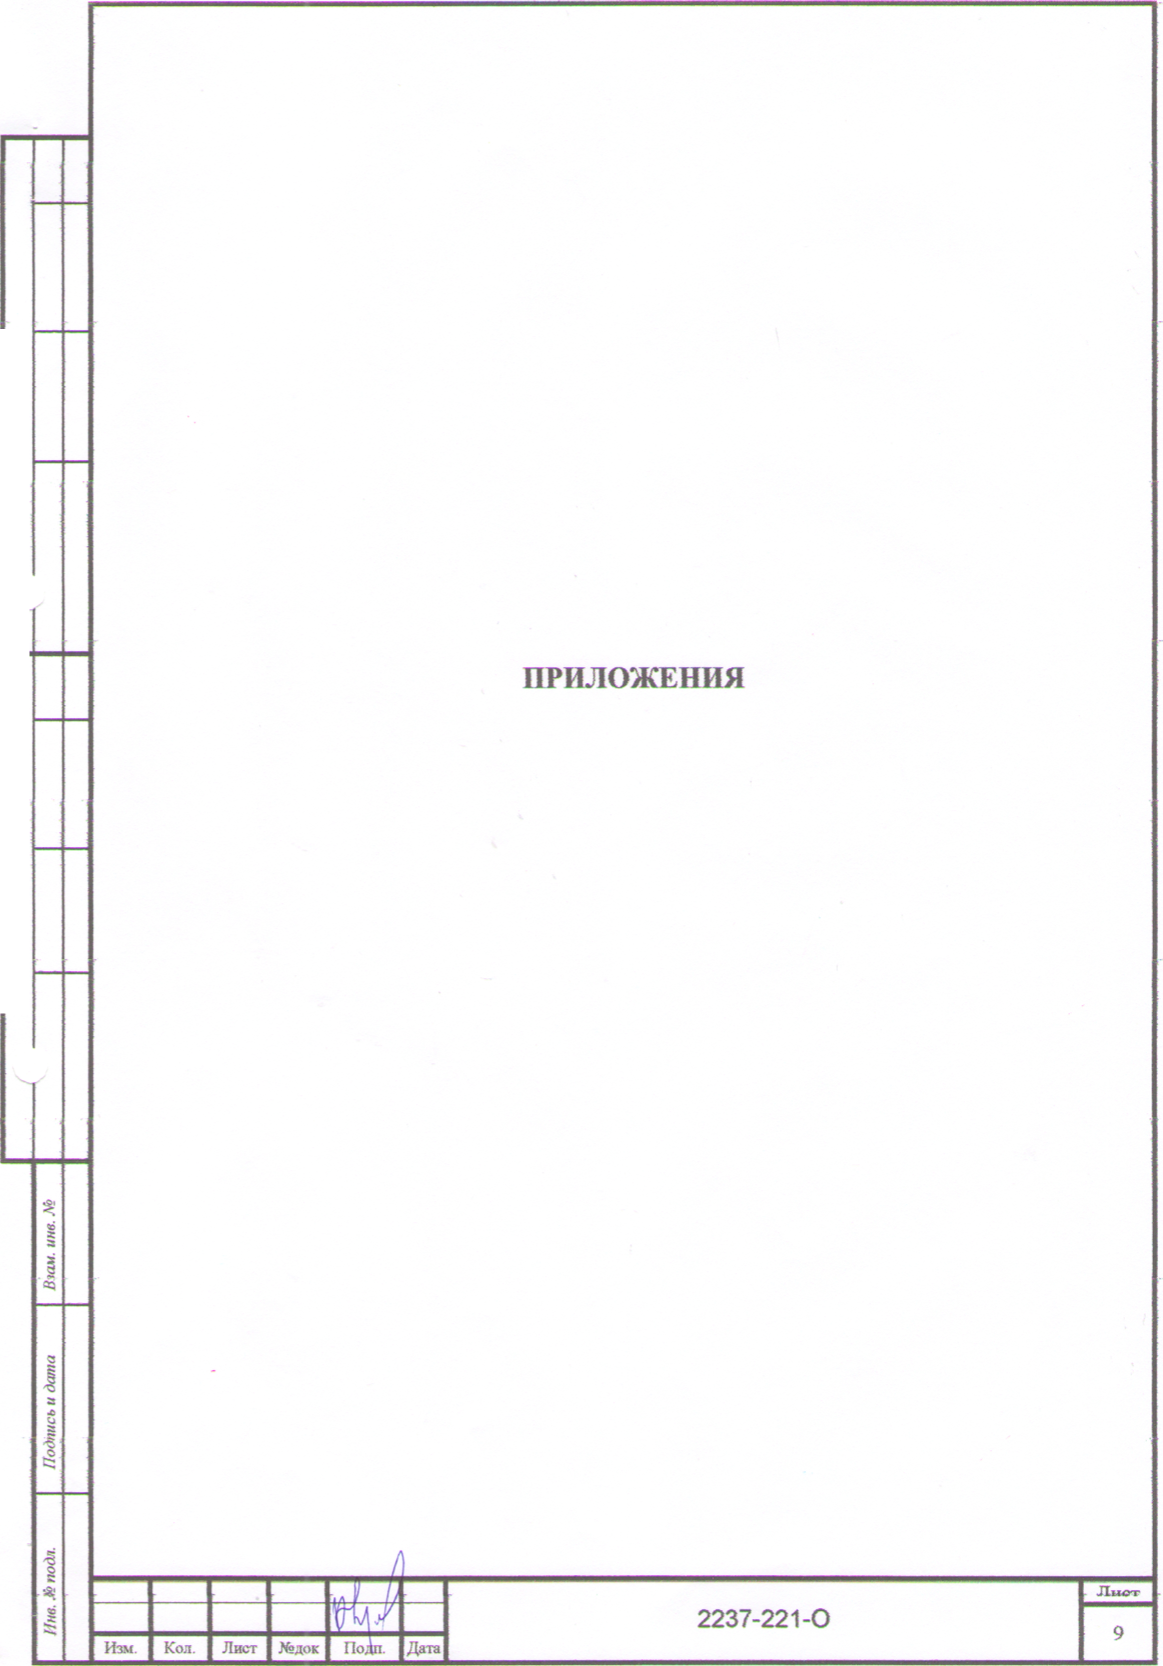 ПРИЛОЖЕНИЯ
Взам. инв. №
Подпись и дата
Инв. № подл.
Изм. Кол. Лист №док Подп. Дата
2237-221-О
Лист
9